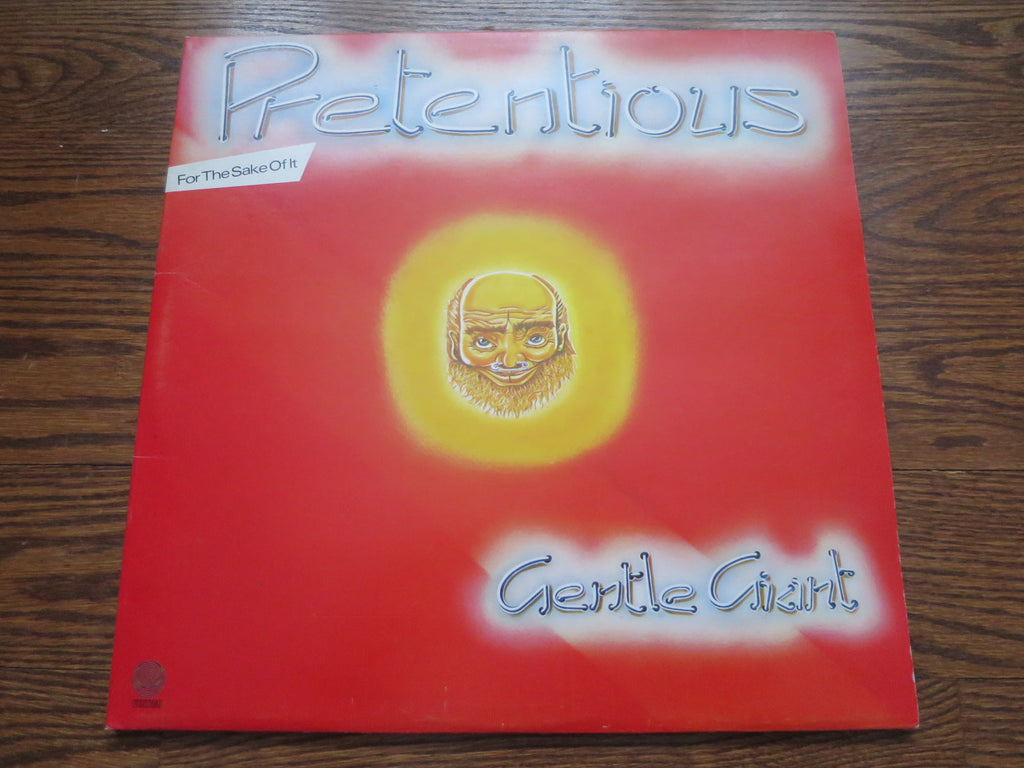 Pretentious
For The Sake Of It
Gentle Giant